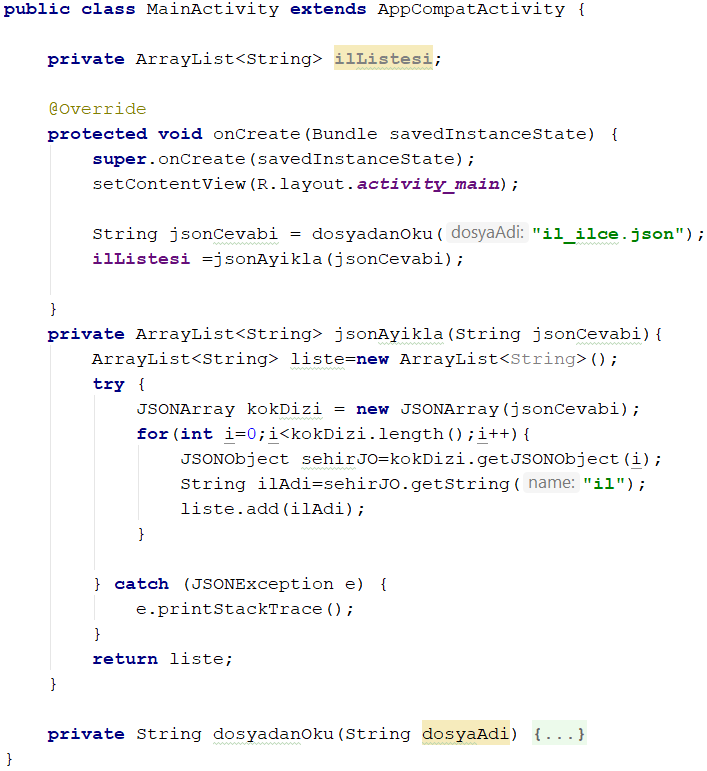 public class MainActivity extends AppCompatActivity {
    private ArrayList<String> ilListesi;
    @Override
    protected void onCreate(Bundle savedInstanceState) {
        super.onCreate(savedInstanceState);
        setContentView(R.layout.activity_main);
        String jsonCevabi = dosyadanOku( dosyaAdi: "il_ilce.json");
        ilListesi =jsonAyikla(jsonCevabi);
    }
    private ArrayList<String> jsonAyikla(String jsonCevabi){
        ArrayList<String> liste=new ArrayList<String>();
        try {
            JSONArray kokDizi = new JSONArray(jsonCevabi);
            for(int i=0;i<kokDizi.length();i++){
                JSONObject sehirJO=kokDizi.getJSONObject(i);
                String ilAdi=sehirJO.getString( name: "il");
                liste.add(ilAdi);
            }
        } catch (JSONException e) {
            e.printStackTrace();
        }
        return liste;
    }
    private String dosyadanOku(String dosyaAdi) {...}
}